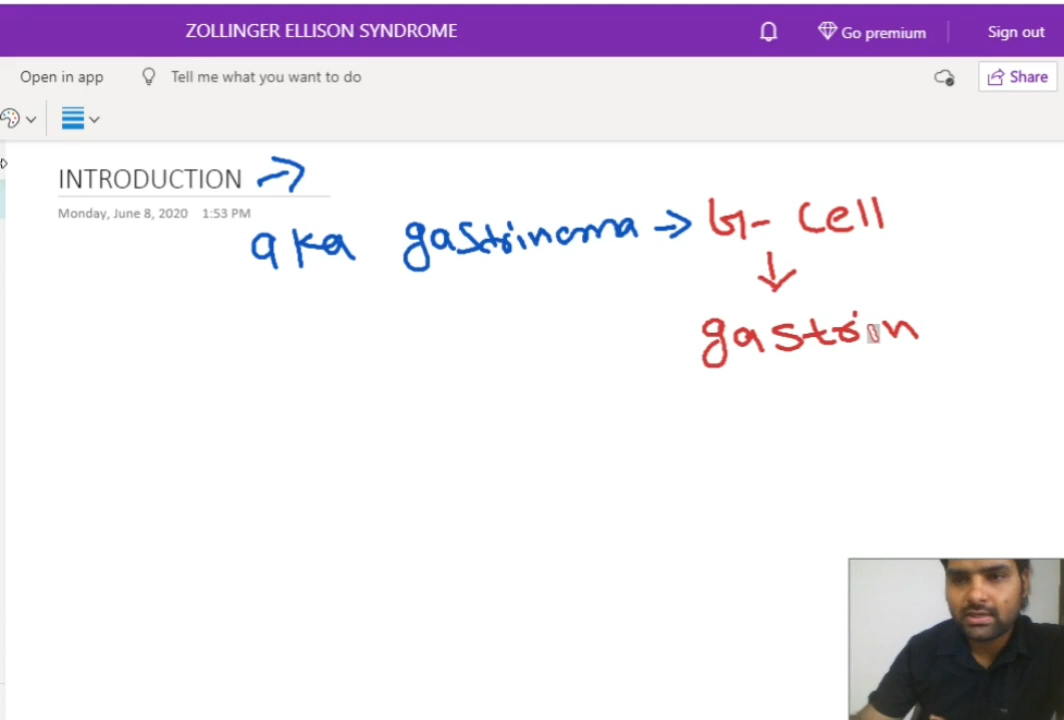 ZOLLINGER ELLISON SYNDROME
Go premium
Sign out
Open in app
Tell me what you want to do
Share
INTRODUCTION →
Monday, June 8, 2020 1:53 PM
aka gastrinoma → G- cell
↓
gastrin